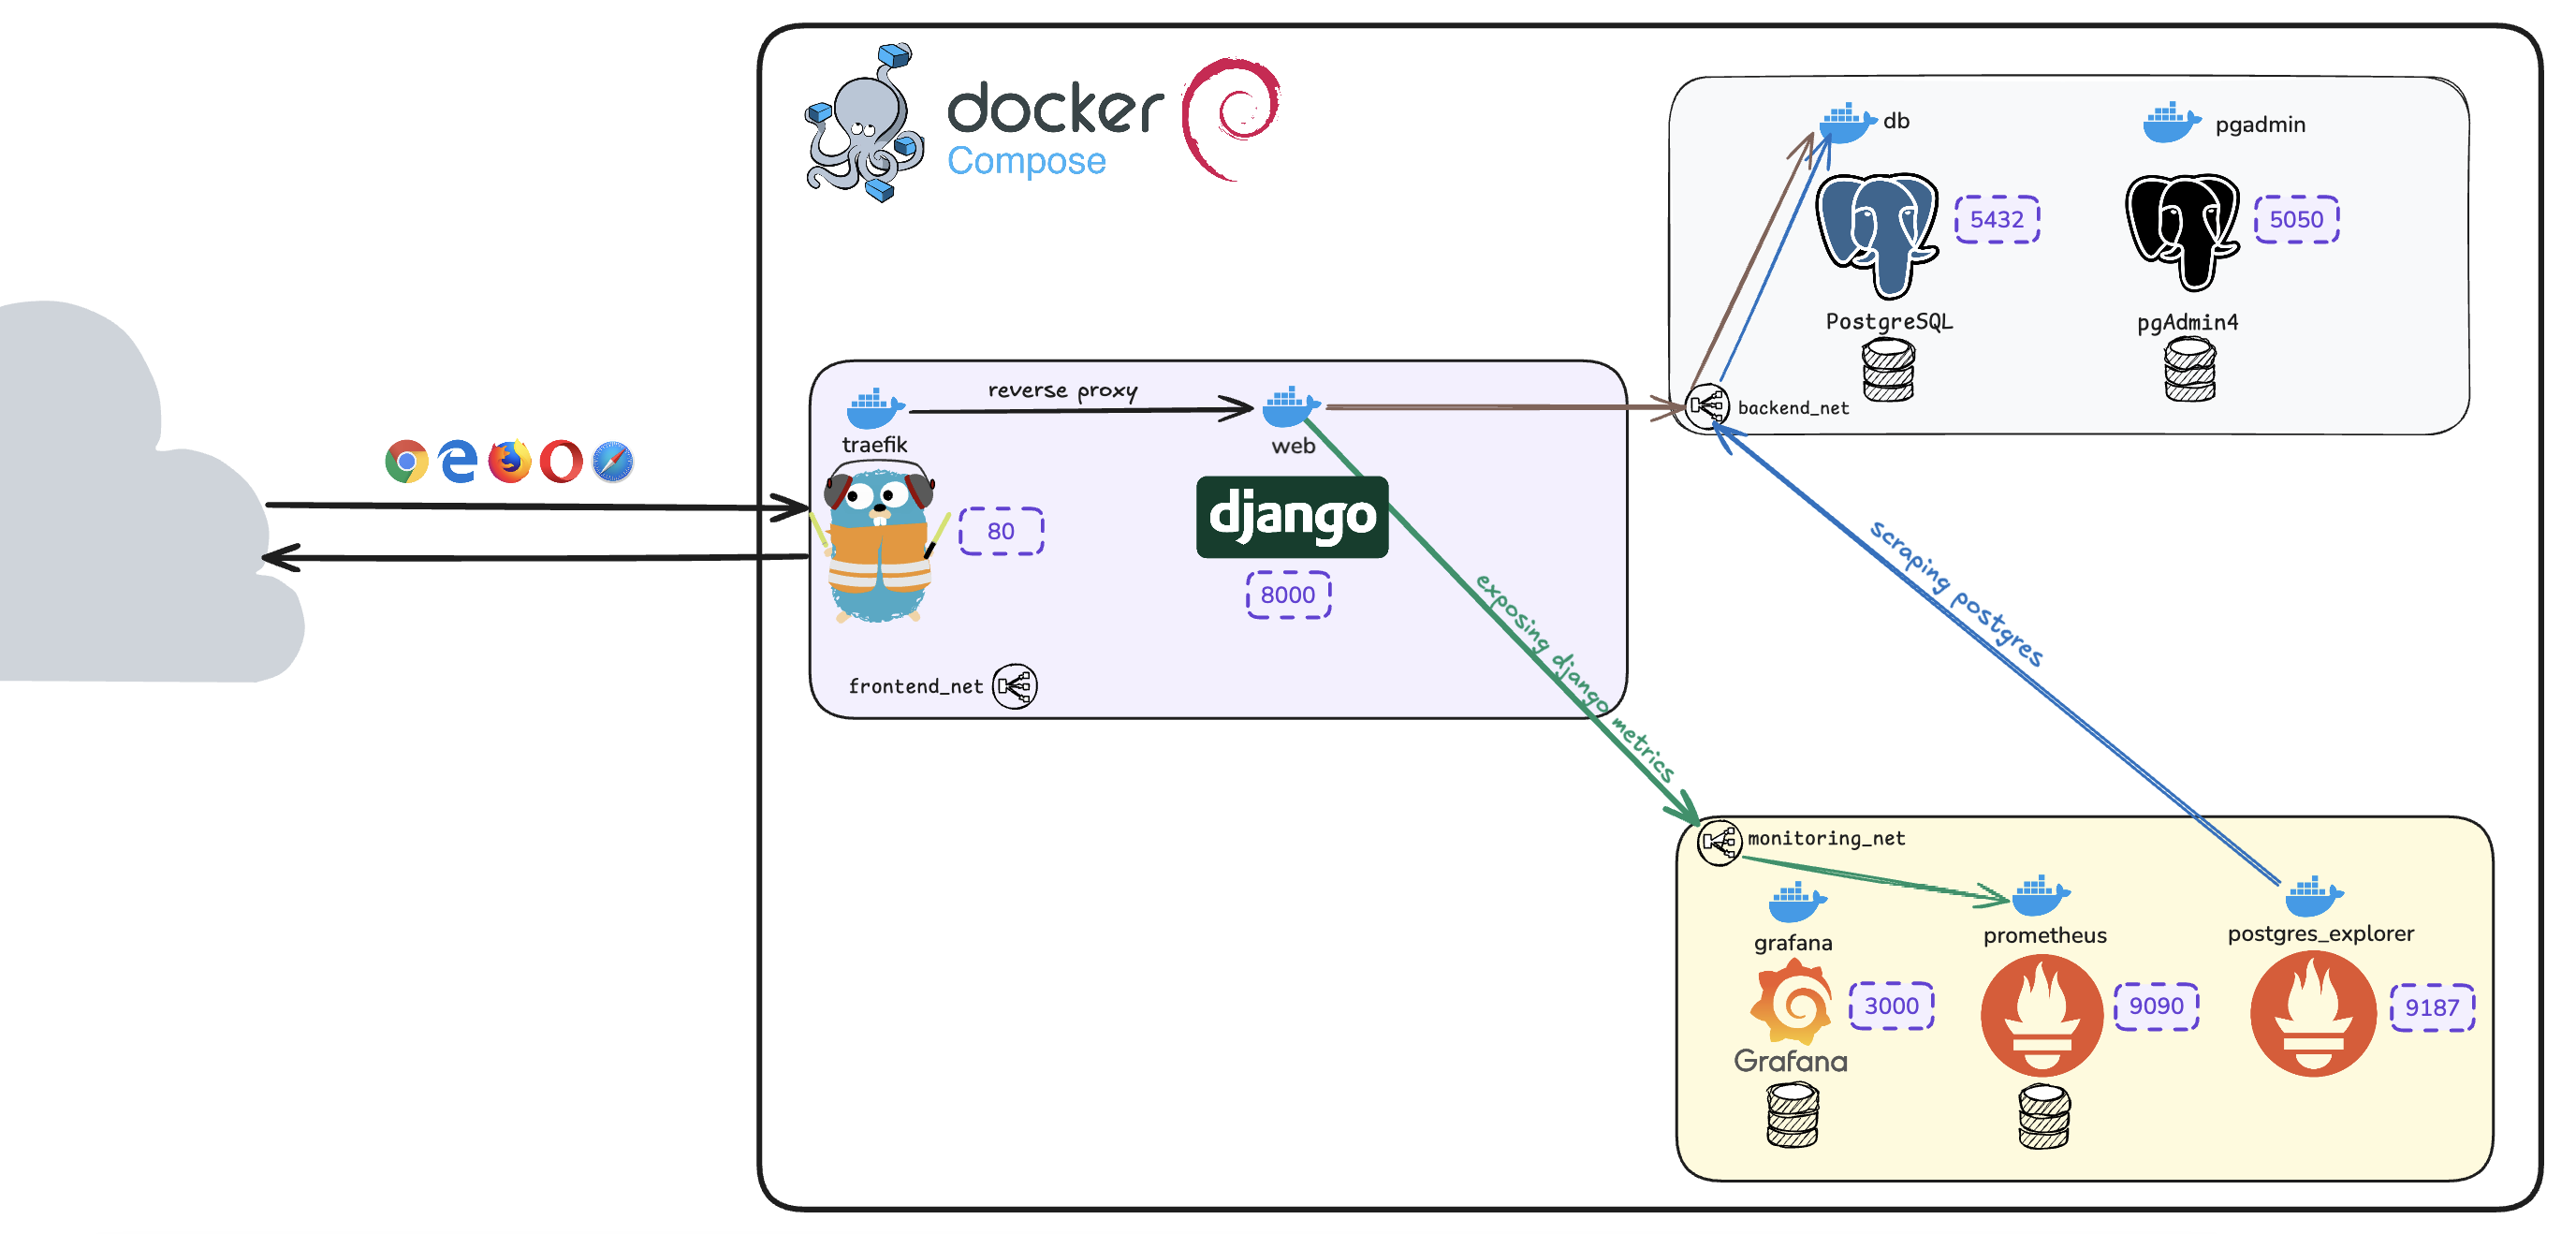 docker
Compose
db
pgadmin
5432
5050
PostgreSQL
pgAdmin4
backend_net
reverse proxy
traefik
web
80
django
8000
frontend_net
exposing django metrics
scraping postgres
monitoring_net
grafana
prometheus
postgres_explorer
3000
9090
9187
Grafana